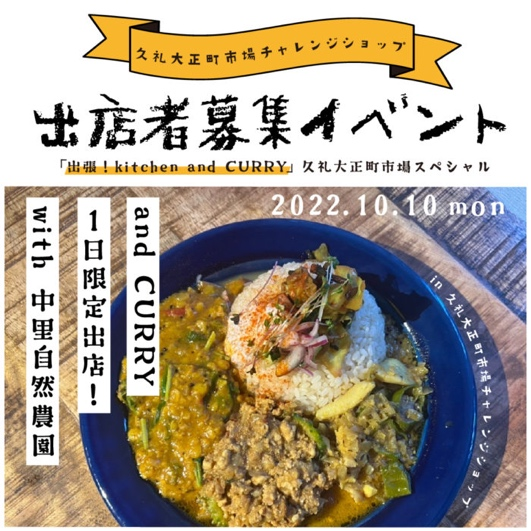 久礼大正町市場チャレンジショップ
出店者募集イベント
「出張！kitchen and CURRY」久礼大正町市場スペシャル
2022.10.10 mon
and CURRY
1日限定出店！
with 中里自然農園
in 久礼大正町市場チャレンジショップ